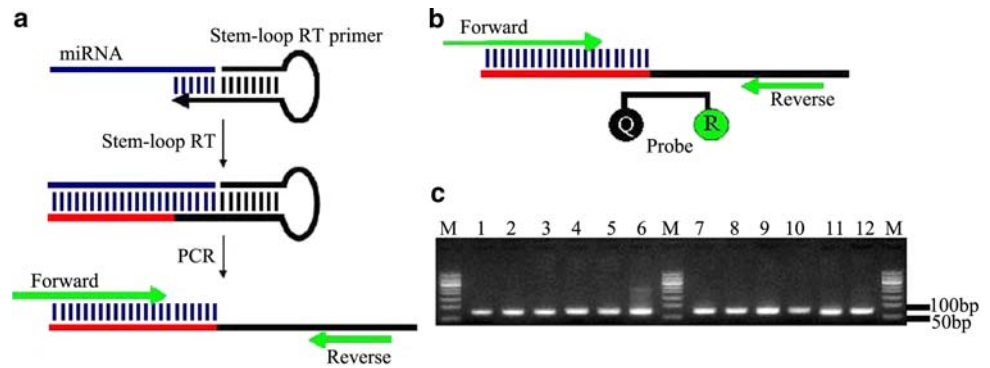 a
Stem-loop RT primer
miRNA
Stem-loop RT
PCR
Forward
Reverse
b
Forward
Reverse
Q
R
Probe
c
M 1 2 3 4 5 6 M 7 8 9 10 11 12 M
100bp
50bp